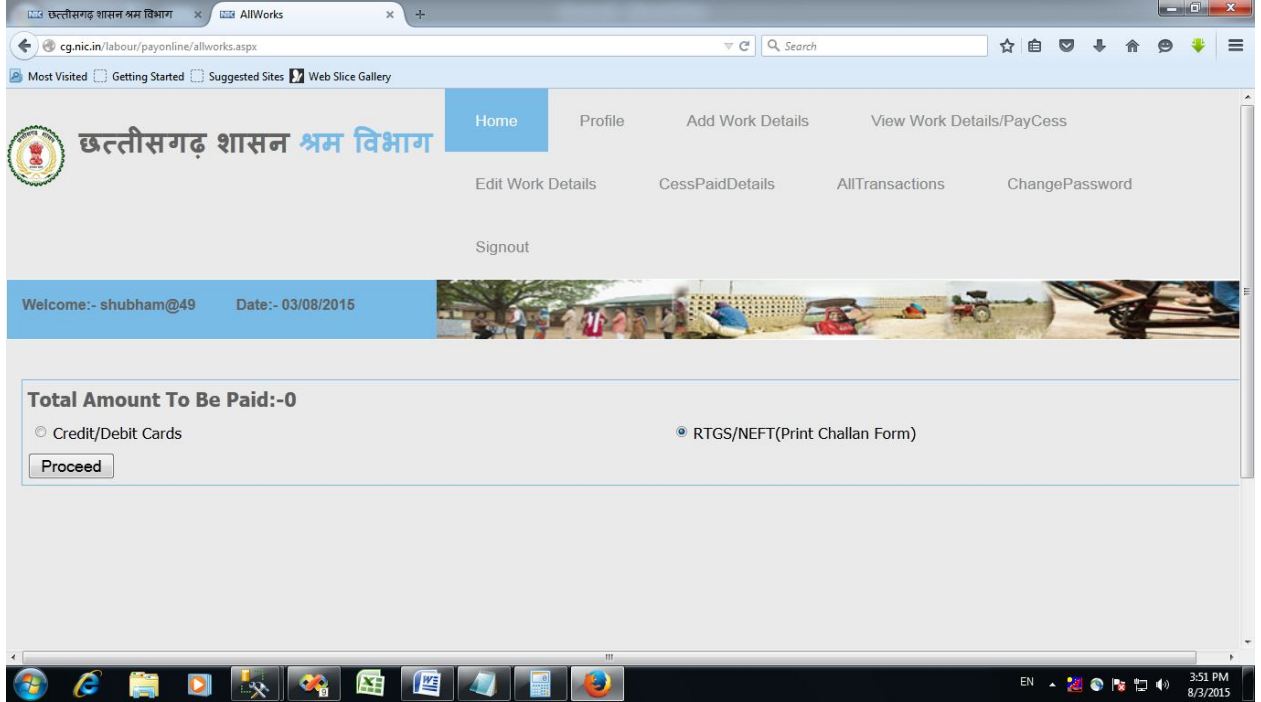 छत्तीसगढ़ शासन श्रम विभाग
AllWorks
cg.nic.in/labour/payonline/allworks.aspx
Search
Most Visited Getting Started Suggested Sites Web Slice Gallery
छत्तीसगढ़ शासन श्रम विभाग
Home Profile Add Work Details View Work Details/PayCess
Edit Work Details CessPaidDetails AllTransactions ChangePassword
Signout
Welcome:- shubham@49 Date:- 03/08/2015
Total Amount To Be Paid:-0
Credit/Debit Cards RTGS/NEFT(Print Challan Form)
Proceed
EN 3:51 PM
8/3/2015